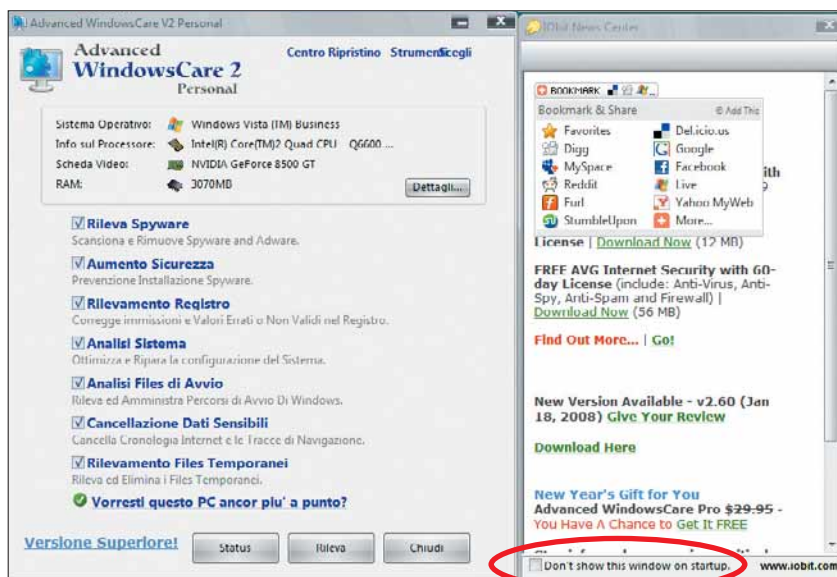 Advanced WindowsCare V2 Personal
Advanced
WindowsCare 2
Personal
Centro Ripristino Strumenti Scegli
Sistema Operativo: Windows Vista (TM) Business
Info sul Processore: Intel(R) Core(TM)2 Quad CPU Q6600 ...
Scheda Video: NVIDIA GeForce 8500 GT
RAM: 3070MB
Dettagli...
Rileva Spyware
Scansiona e Rimuove Spyware and Adware.
Aumento Sicurezza
Prevenzione Installazione Spyware.
Rilevamento Registro
Corregge immissioni e Valori Errati o Non Validi nel Registro.
Analisi Sistema
Ottimizza e Ripara la configurazione del Sistema.
Analisi Files di Avvio
Rileva ed Amministra Percorsi di Avvio Di Windows.
Cancellazione Dati Sensibili
Cancella Cronologia Internet e le Tracce di Navigazione.
Rilevamento Files Temporanei
Rileva ed Elimina i Files Temporanei.
Vorresti questo PC ancor piu' a punto?
Versione Superiore!
Status
Rileva
Chiudi
IObit News Center
BOOKMARK
Bookmark & Share
© Add This
Favorites
Del.icio.us
Digg
Google
MySpace
Facebook
Reddit
Live
Furl
Yahoo MyWeb
StumbleUpon
More...
ith
9
License | Download Now (12 MB)
FREE AVG Internet Security with 60-
day License (include: Anti-Virus, Anti-
Spy, Anti-Spam and Firewall) |
Download Now (56 MB)
Find Out More... | Go!
New Version Available - v2.60 (Jan
18, 2008) Give Your Review
Download Here
New Year's Gift for You
Advanced WindowsCare Pro $29.95 -
You Have A Chance to Get It FREE
Don't show this window on startup.
www.iobit.com